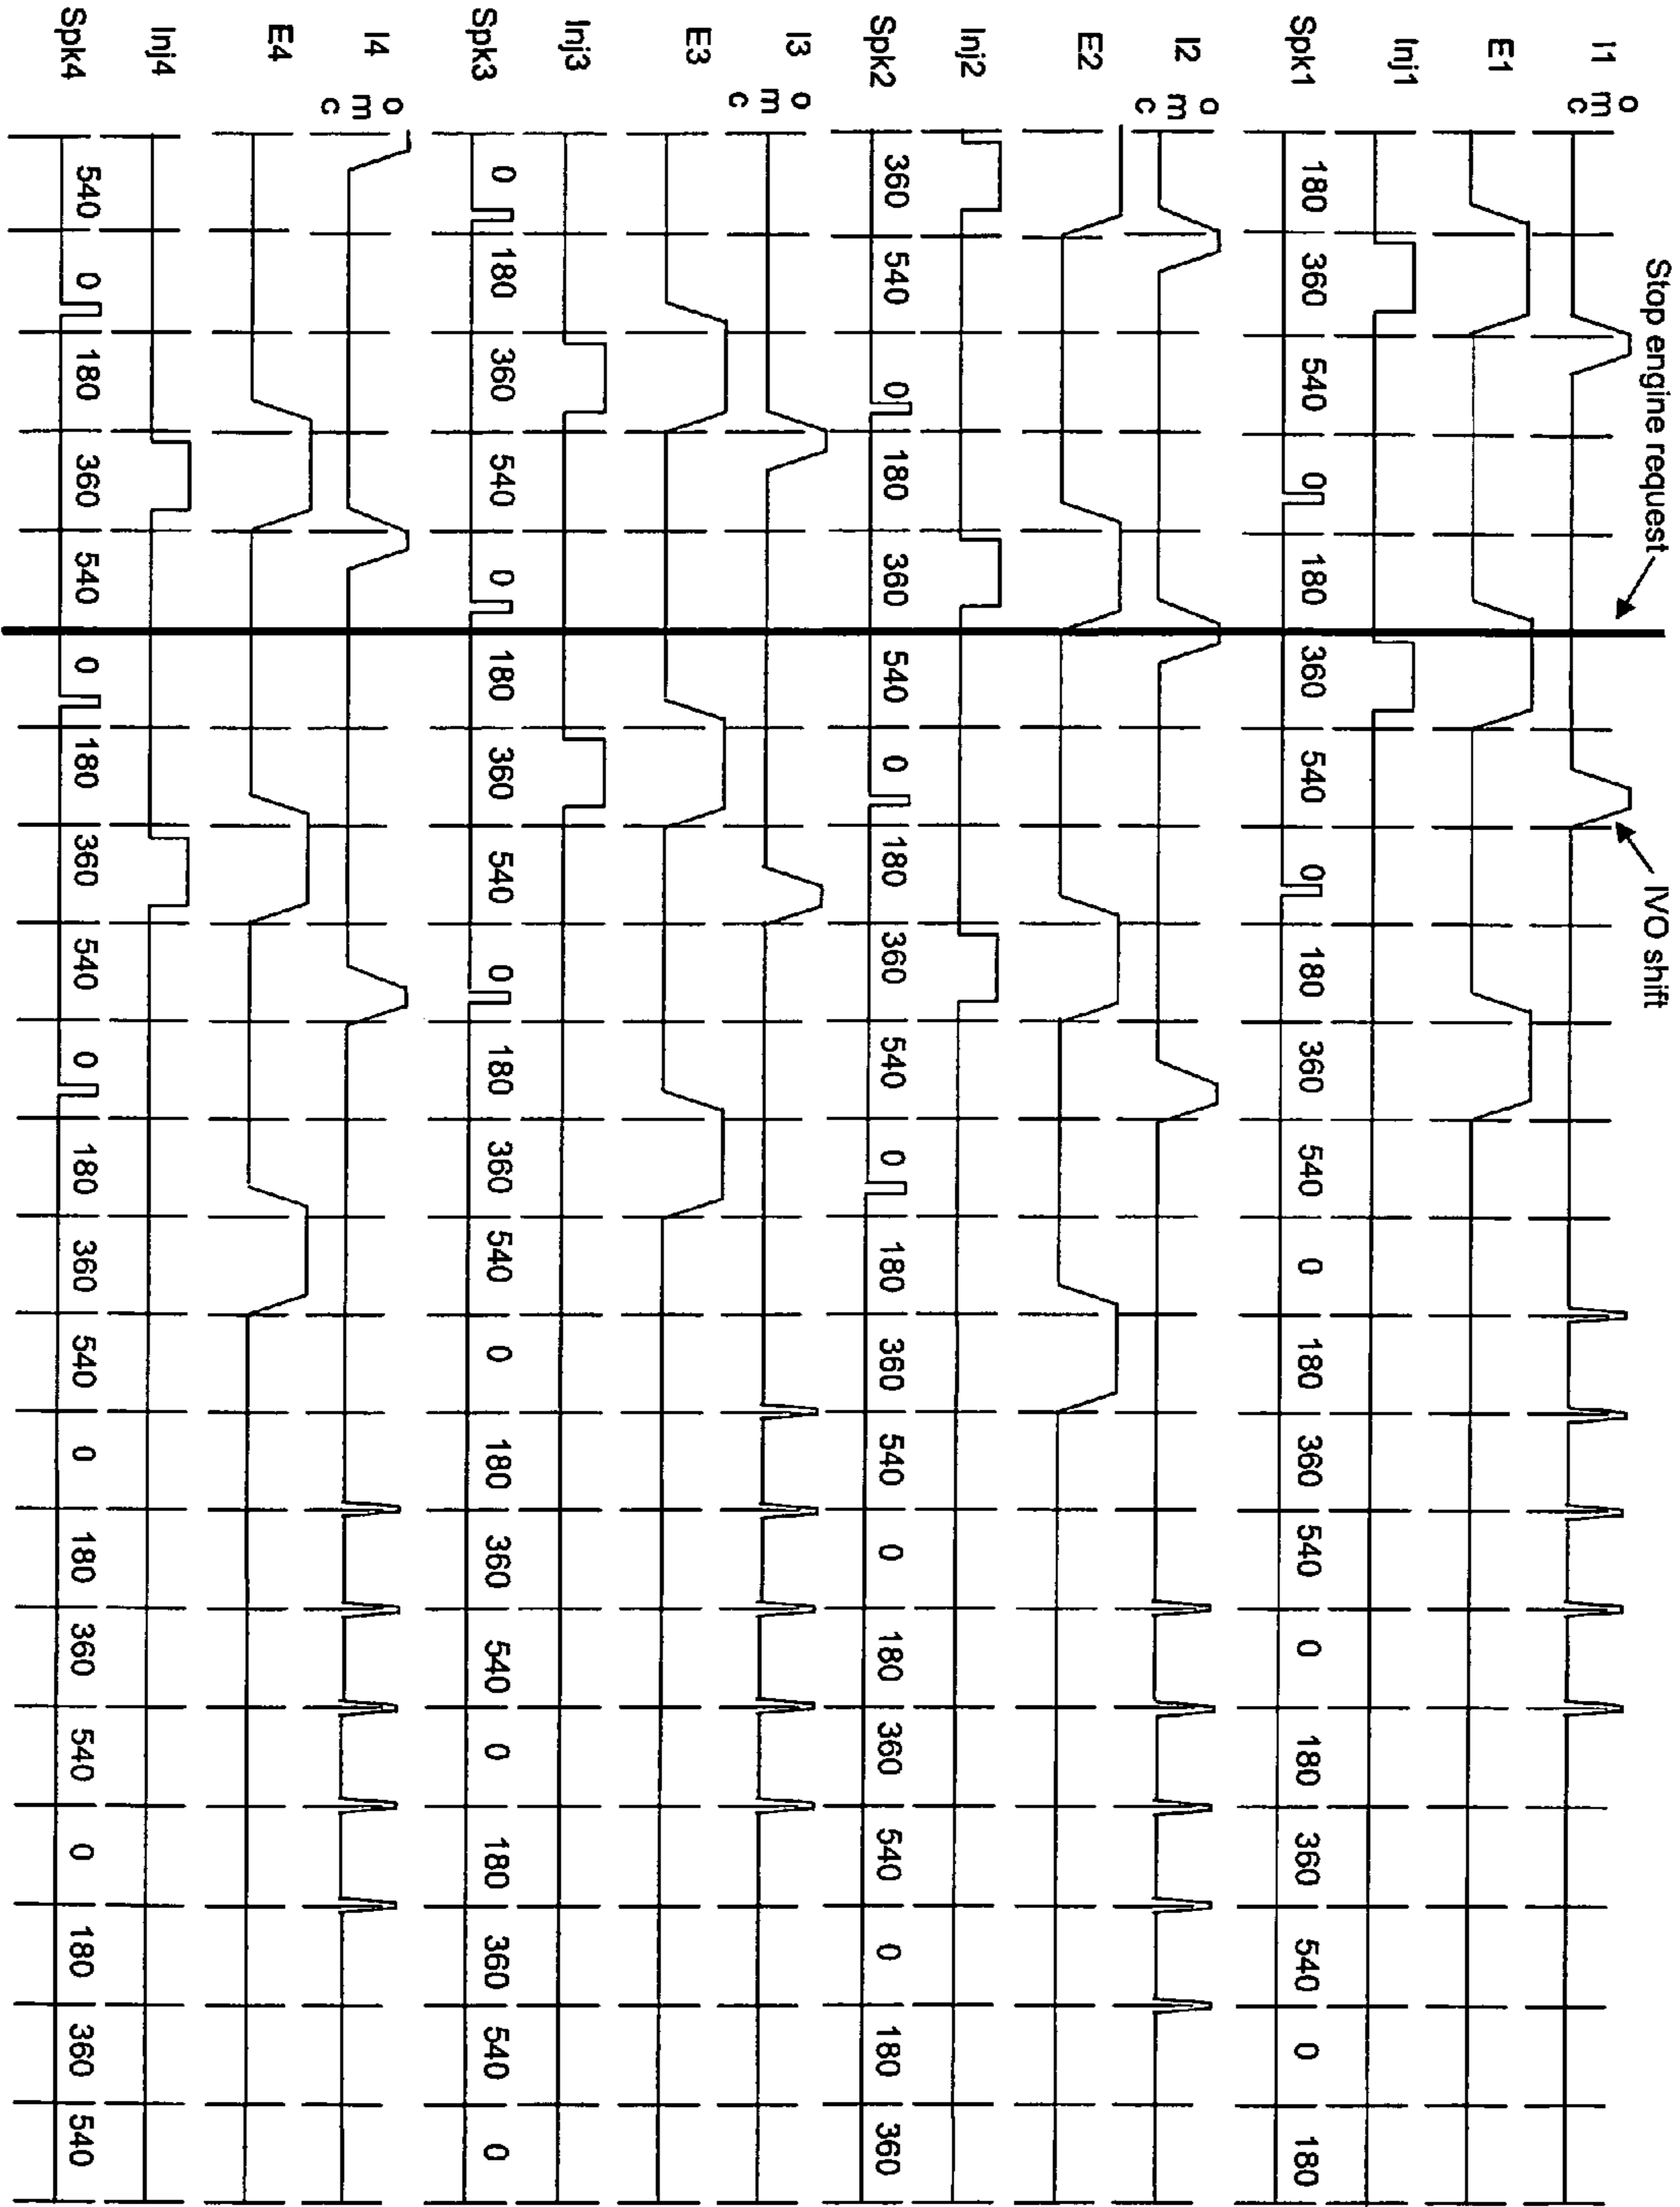 Stop engine request
IVO shift
I1
o
m
c
E1
Inj1
180 360 540 0 180 360 540 0 180 360 540 0 180 360 540 0 180 360 540 0 180
Spk1
I2
o
m
c
E2
Inj2
360 540 0 180 360 540 0 180 360 540 0 180 360 540 0 180 360 540 0 180 360
Spk2
I3
o
m
c
E3
Inj3
0 180 360 540 0 180 360 540 0 180 360 540 0 180 360 540 0 180 360 540 0
Spk3
I4
o
m
c
E4
Inj4
540 0 180 360 540 0 180 360 540 0 180 360 540 0 180 360 540 0 180 360 540
Spk4